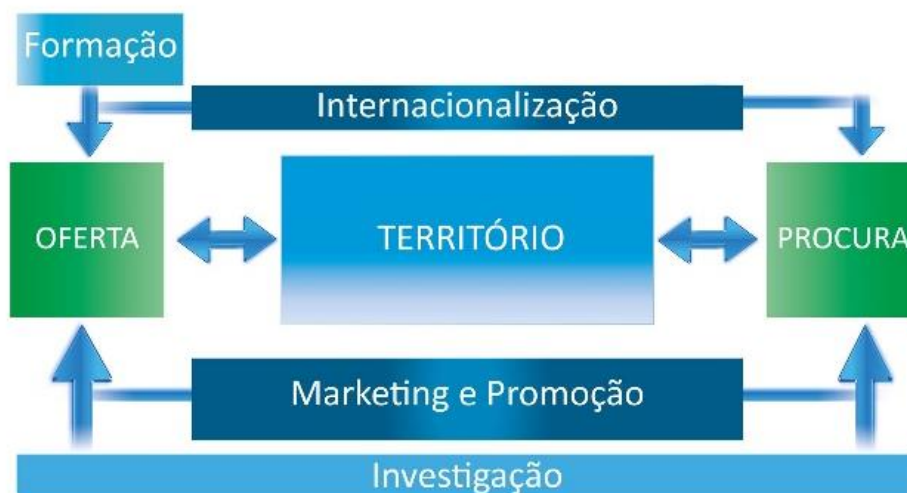 Formação
Internacionalização
OFERTA
TERRITÓRIO
PROCURA
Marketing e Promoção
Investigação